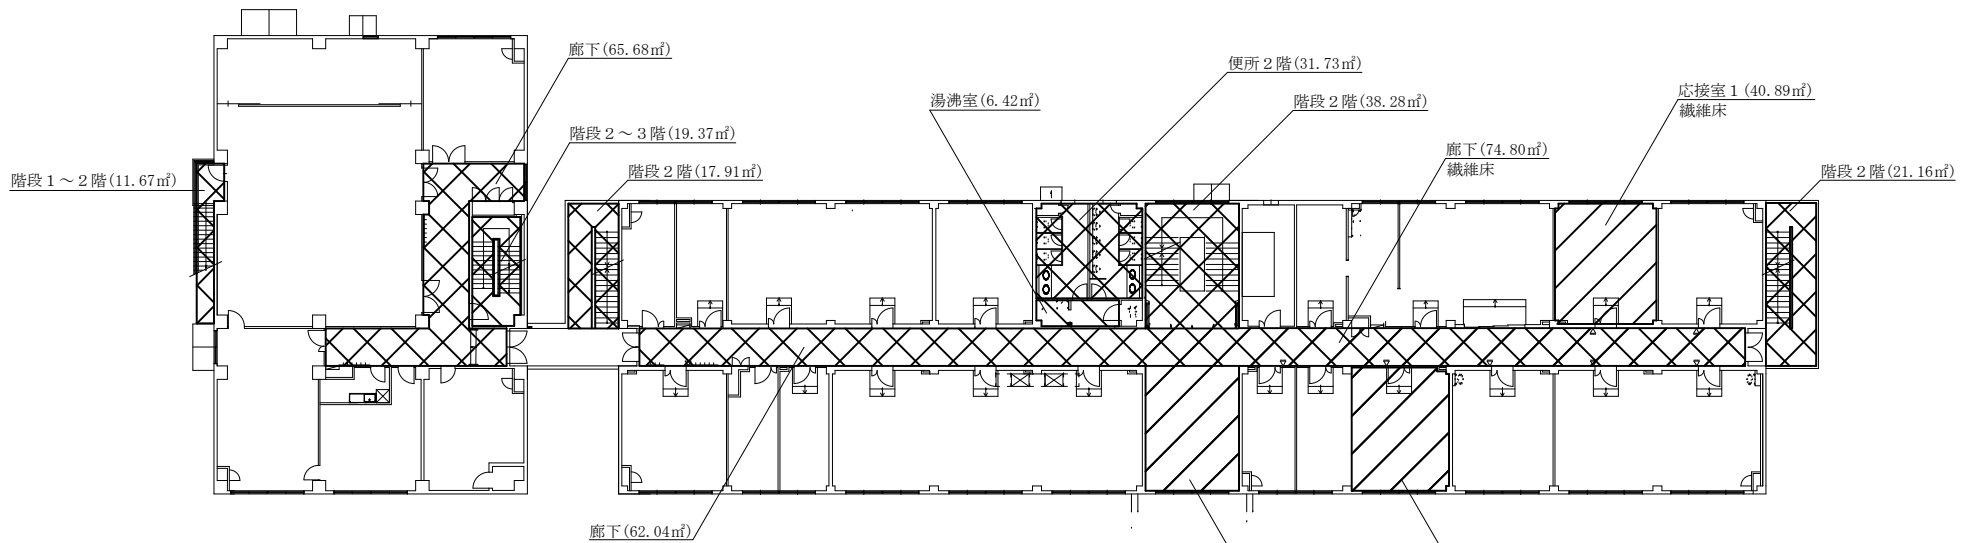 廊下(65.68㎡)
便所２階(31.73㎡)
湯沸室(6.42㎡)
階段２階(38.28㎡)
応接室１(40.89㎡)
繊維床
階段２～３階(19.37㎡)
廊下(74.80㎡)
繊維床
階段１～２階(11.67㎡)
階段２階(17.91㎡)
階段２階(21.16㎡)
廊下(62.04㎡)